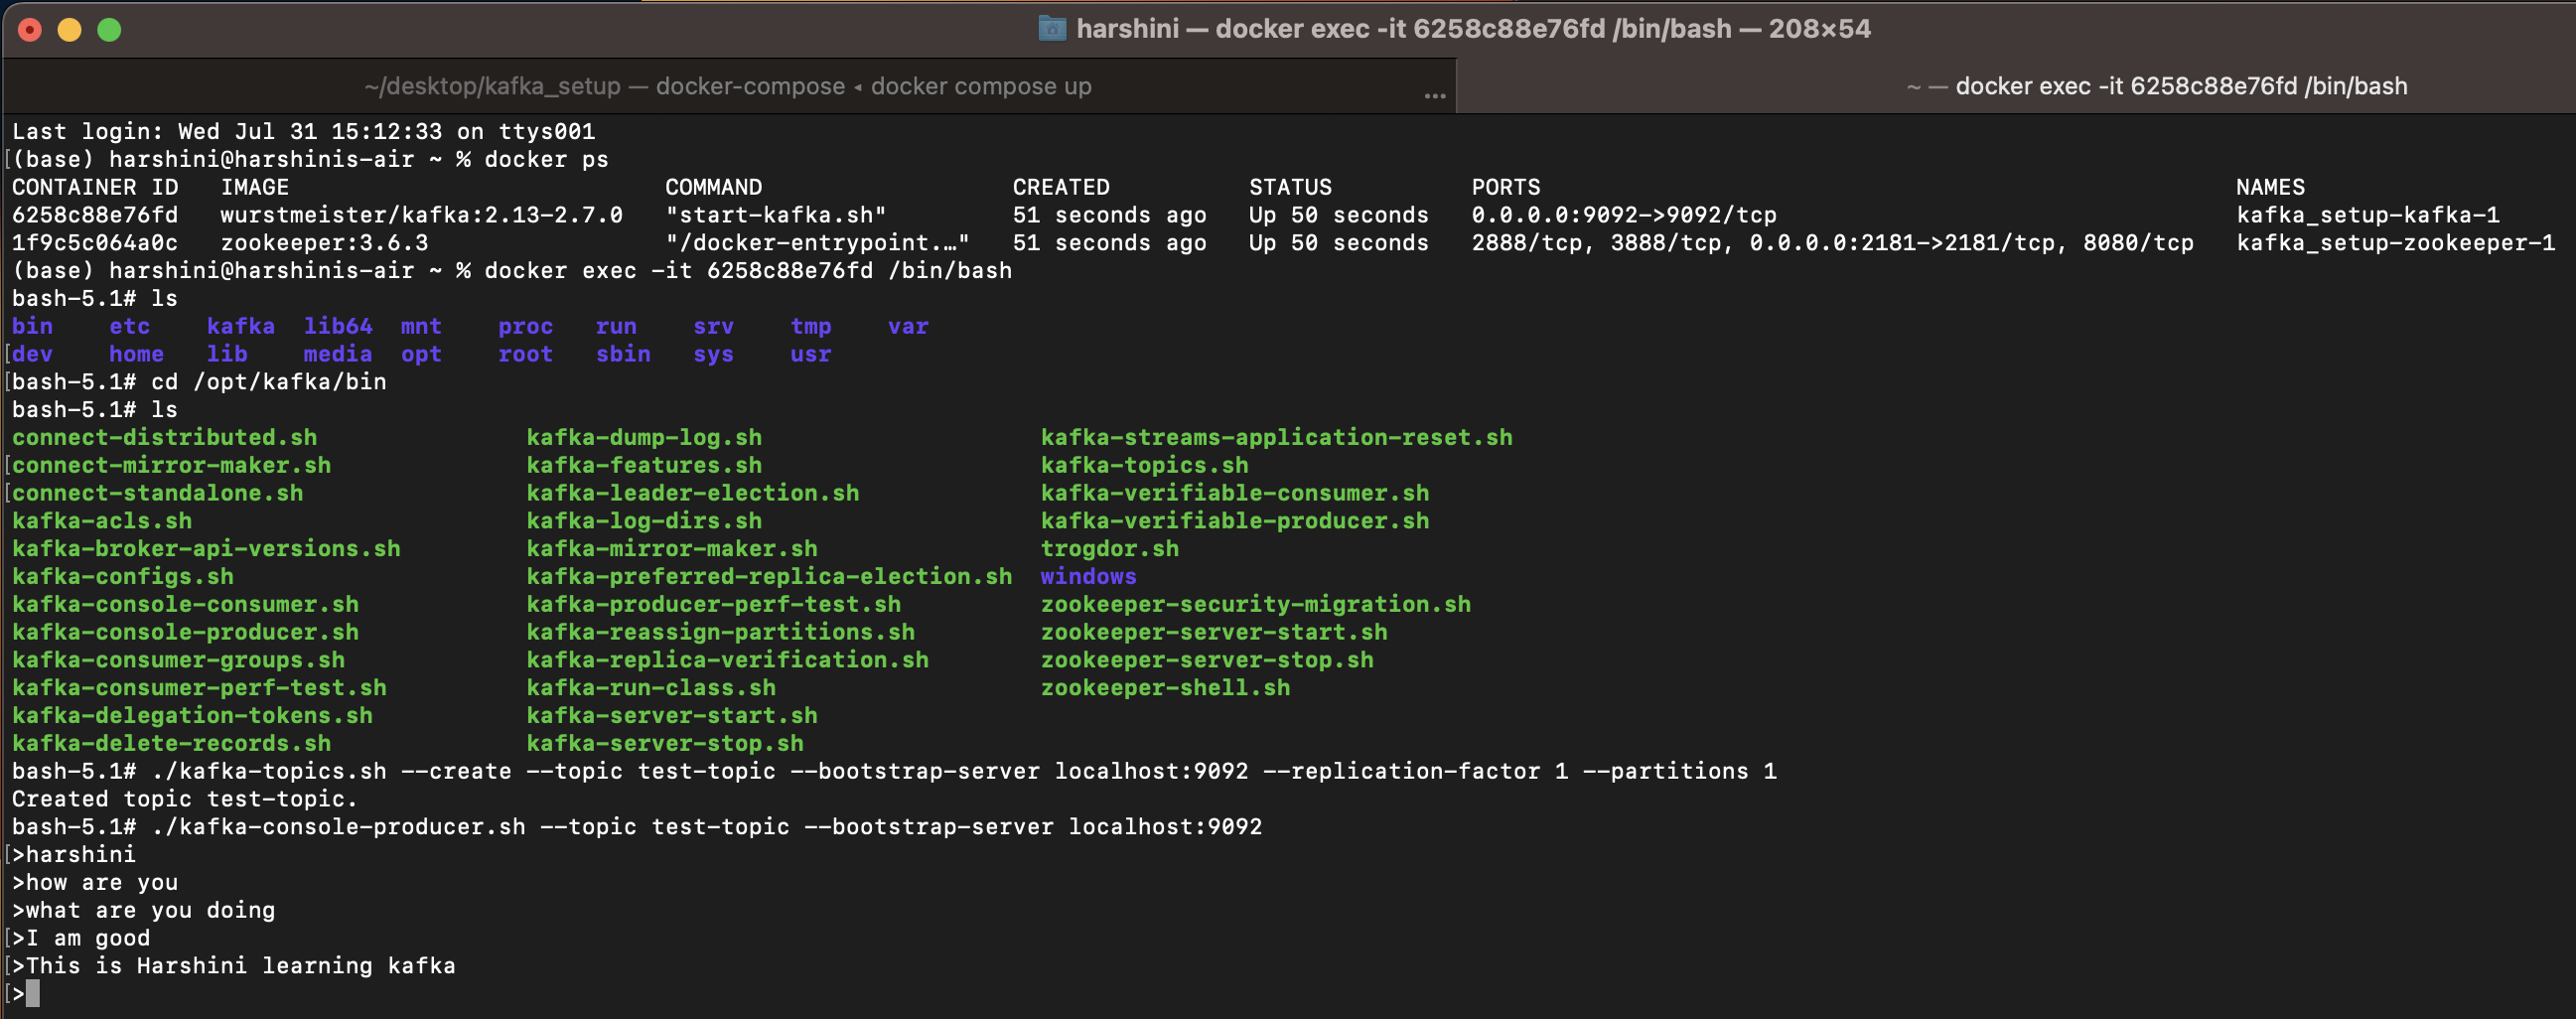 harshini — docker exec -it 6258c88e76fd /bin/bash — 208×54
~/desktop/kafka_setup — docker-compose ◂ docker compose up ... ~ — docker exec -it 6258c88e76fd /bin/bash
Last login: Wed Jul 31 15:12:33 on ttys001
[(base) harshini@harshinis-air ~ % docker ps
CONTAINER ID   IMAGE                           COMMAND                  CREATED          STATUS          PORTS                                                  NAMES
6258c88e76fd   wurstmeister/kafka:2.13-2.7.0   "start-kafka.sh"         51 seconds ago   Up 50 seconds   0.0.0.0:9092->9092/tcp                                 kafka_setup-kafka-1
1f9c5c064a0c   zookeeper:3.6.3                 "/docker-entrypoint.…"   51 seconds ago   Up 50 seconds   2888/tcp, 3888/tcp, 0.0.0.0:2181->2181/tcp, 8080/tcp   kafka_setup-zookeeper-1
(base) harshini@harshinis-air ~ % docker exec -it 6258c88e76fd /bin/bash
bash-5.1# ls
bin    etc    kafka  lib64  mnt    proc   run    srv    tmp    var
[dev    home   lib    media  opt    root   sbin   sys    usr
[bash-5.1# cd /opt/kafka/bin
bash-5.1# ls
connect-distributed.sh               kafka-dump-log.sh                    kafka-streams-application-reset.sh
[connect-mirror-maker.sh              kafka-features.sh                    kafka-topics.sh
[connect-standalone.sh                kafka-leader-election.sh             kafka-verifiable-consumer.sh
kafka-acls.sh                        kafka-log-dirs.sh                    kafka-verifiable-producer.sh
kafka-broker-api-versions.sh         kafka-mirror-maker.sh                trogdor.sh
kafka-configs.sh                     kafka-preferred-replica-election.sh  windows
kafka-console-consumer.sh            kafka-producer-perf-test.sh          zookeeper-security-migration.sh
kafka-console-producer.sh            kafka-reassign-partitions.sh         zookeeper-server-start.sh
kafka-consumer-groups.sh             kafka-replica-verification.sh        zookeeper-server-stop.sh
kafka-consumer-perf-test.sh          kafka-run-class.sh                   zookeeper-shell.sh
kafka-delegation-tokens.sh           kafka-server-start.sh
kafka-delete-records.sh              kafka-server-stop.sh
bash-5.1# ./kafka-topics.sh --create --topic test-topic --bootstrap-server localhost:9092 --replication-factor 1 --partitions 1
Created topic test-topic.
bash-5.1# ./kafka-console-producer.sh --topic test-topic --bootstrap-server localhost:9092
[>harshini
>how are you
>what are you doing
[>I am good
[>This is Harshini learning kafka
[>